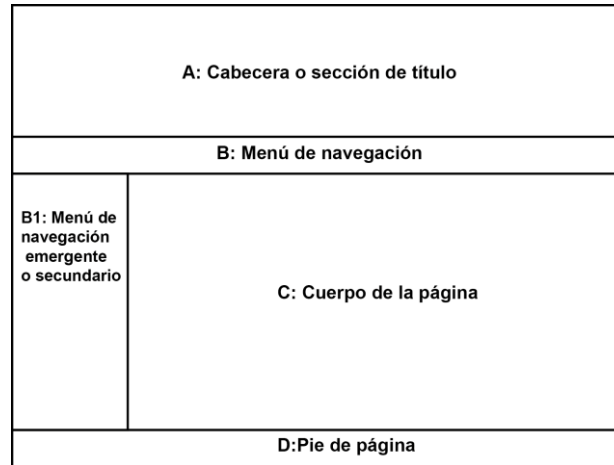 A: Cabecera o sección de título
B: Menú de navegación
B1: Menú de
navegación
emergente
o secundario
C: Cuerpo de la página
D:Pie de página